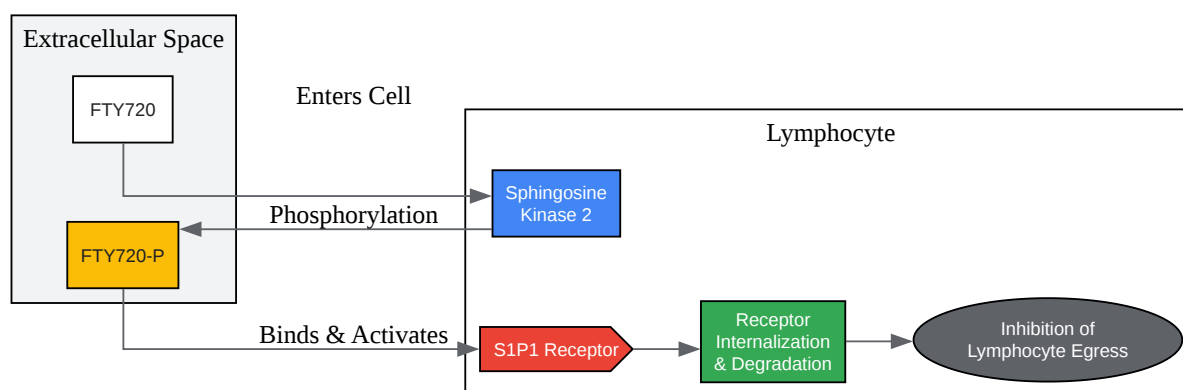 Extracellular Space
FTY720
Enters Cell
Lymphocyte
Sphingosine
Kinase 2
Phosphorylation
FTY720-P
Binds & Activates
S1P1 Receptor
Receptor
Internalization
& Degradation
Inhibition of
Lymphocyte Egress